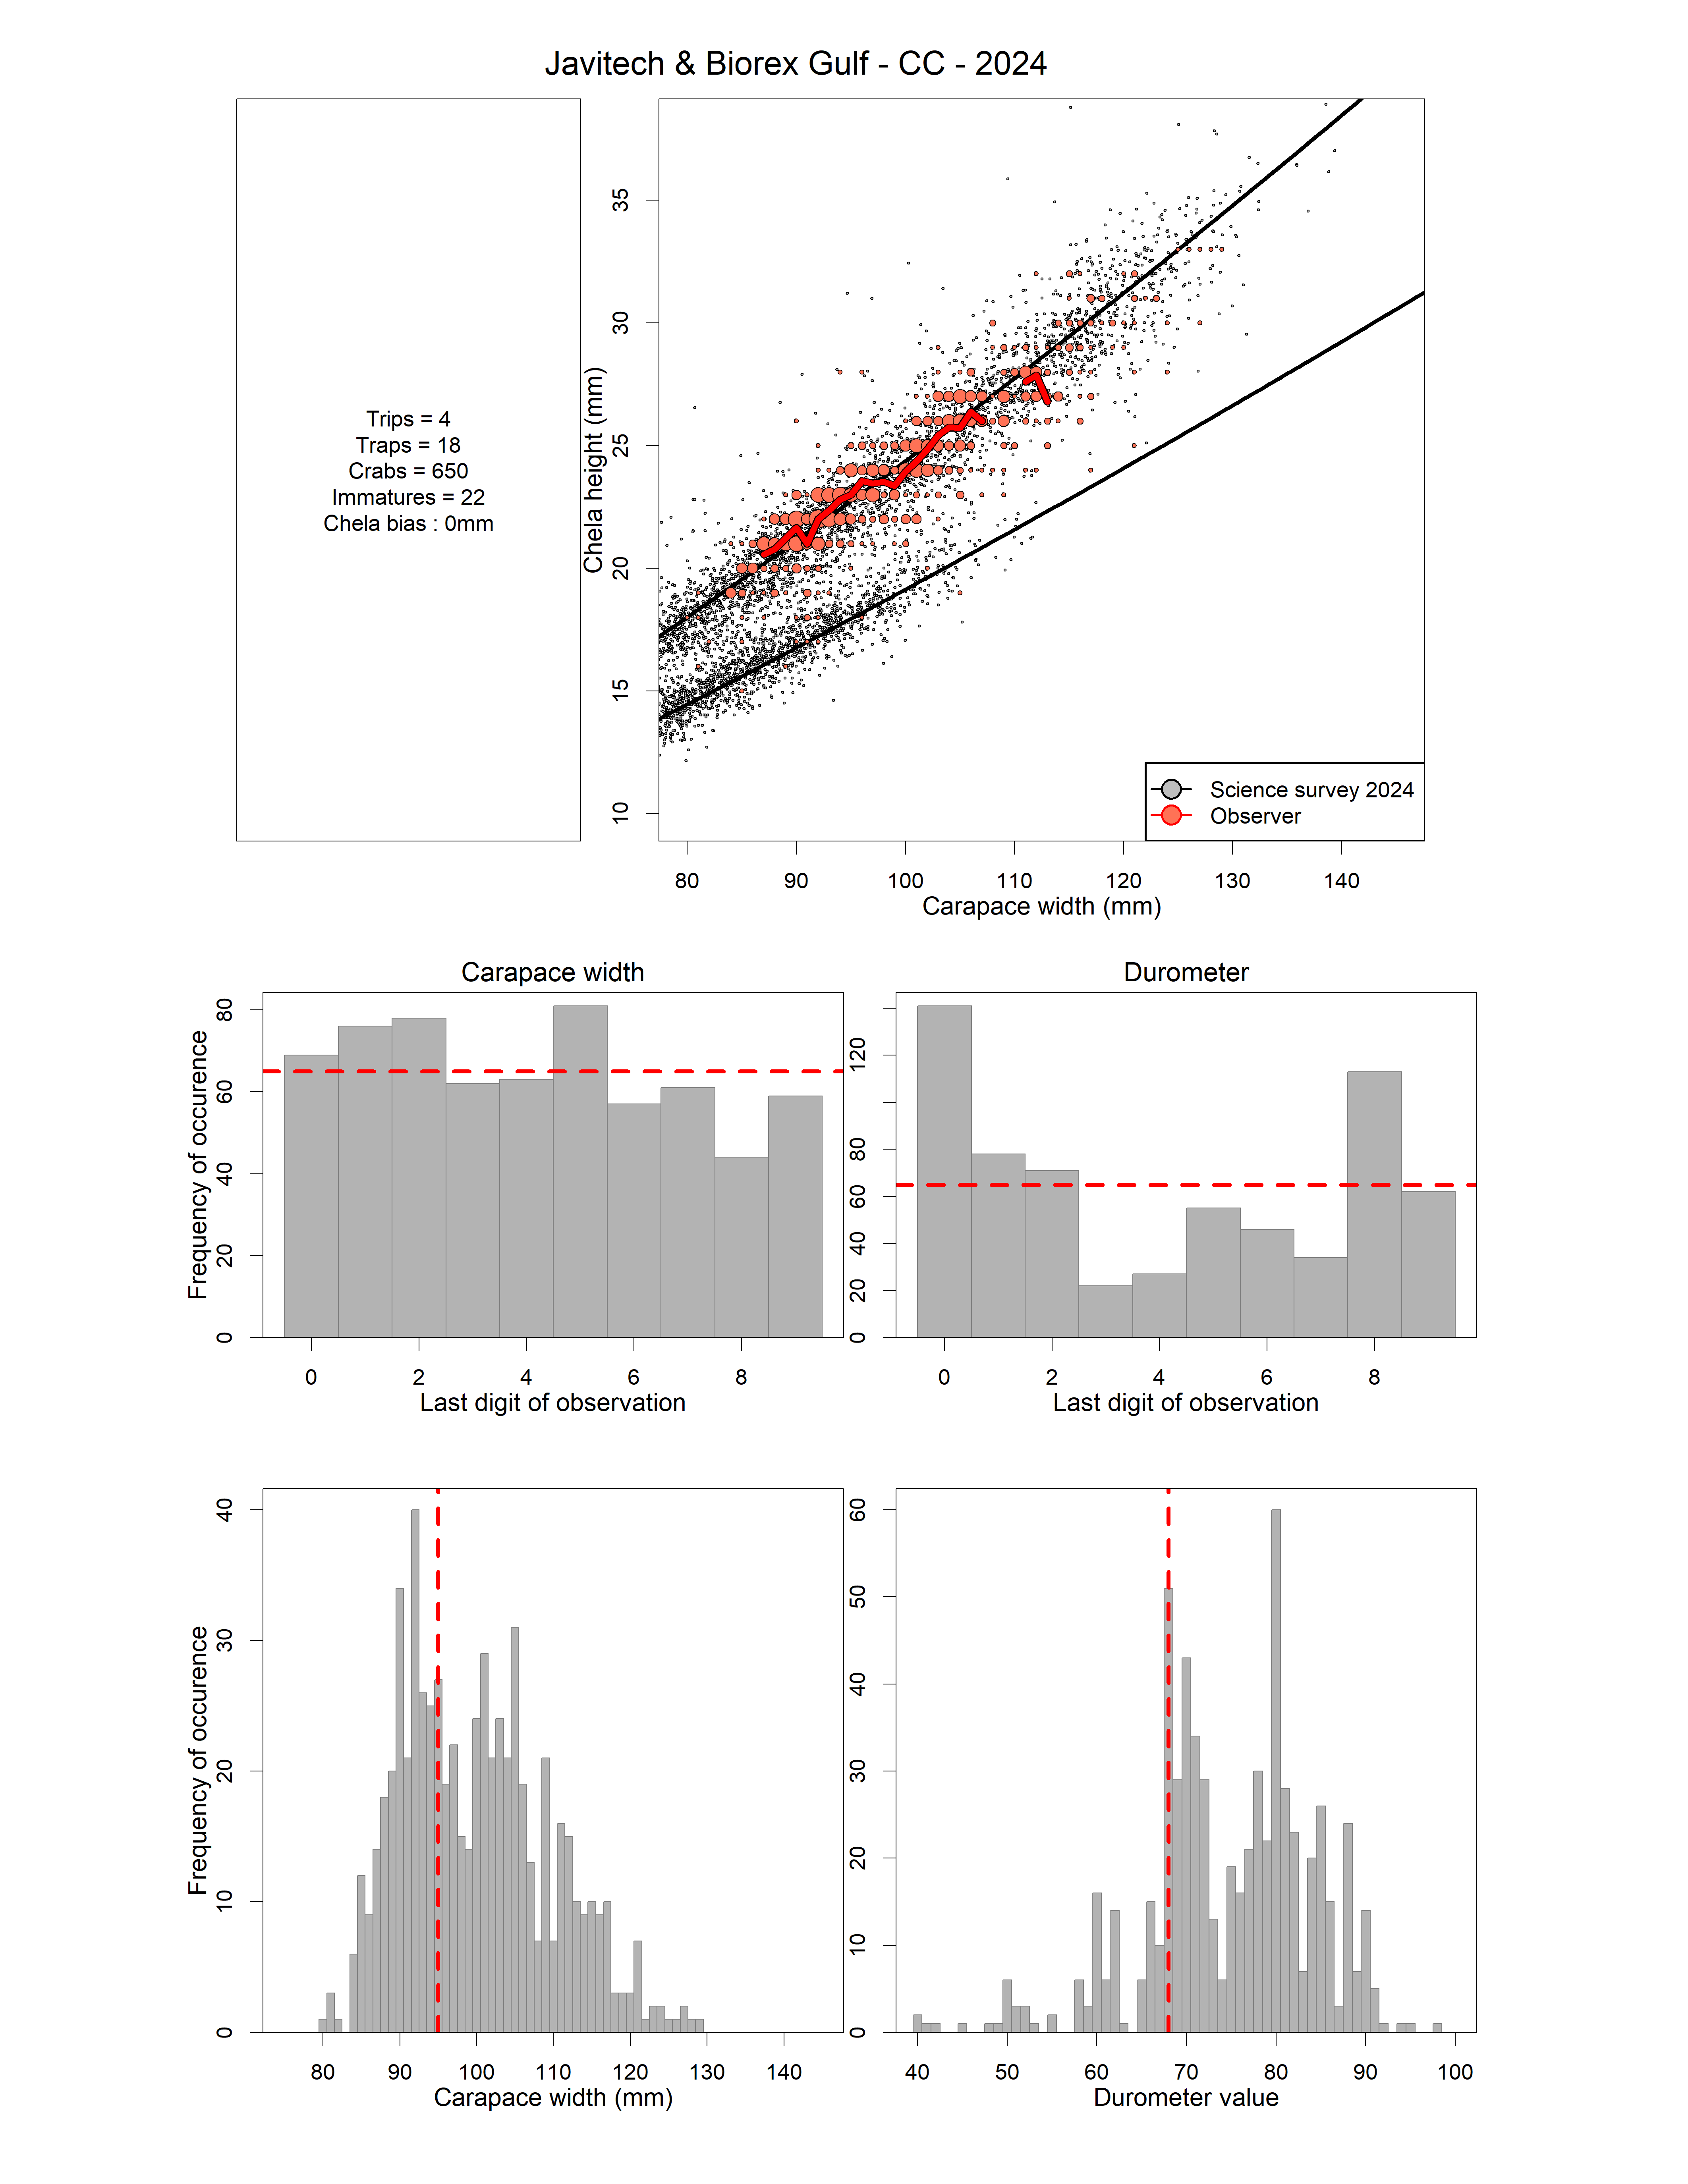 Javitech & Biorex Gulf - CC - 2024
Trips = 4
Traps = 18
Crabs = 650
Immatures = 22
Chela bias : 0mm
Chela height (mm)
35
30
25
20
15
10
Science survey 2024
Observer
80 90 100 110 120 130 140
Carapace width (mm)
Carapace width
Frequency of occurence
80
60
40
20
0
0 2 4 6 8
Last digit of observation
Durometer
120
80
60
40
20
0
0 2 4 6 8
Last digit of observation
Frequency of occurence
40
30
20
10
0
80 90 100 110 120 130 140
Carapace width (mm)
60
50
40
30
20
10
0
40 50 60 70 80 90 100
Durometer value